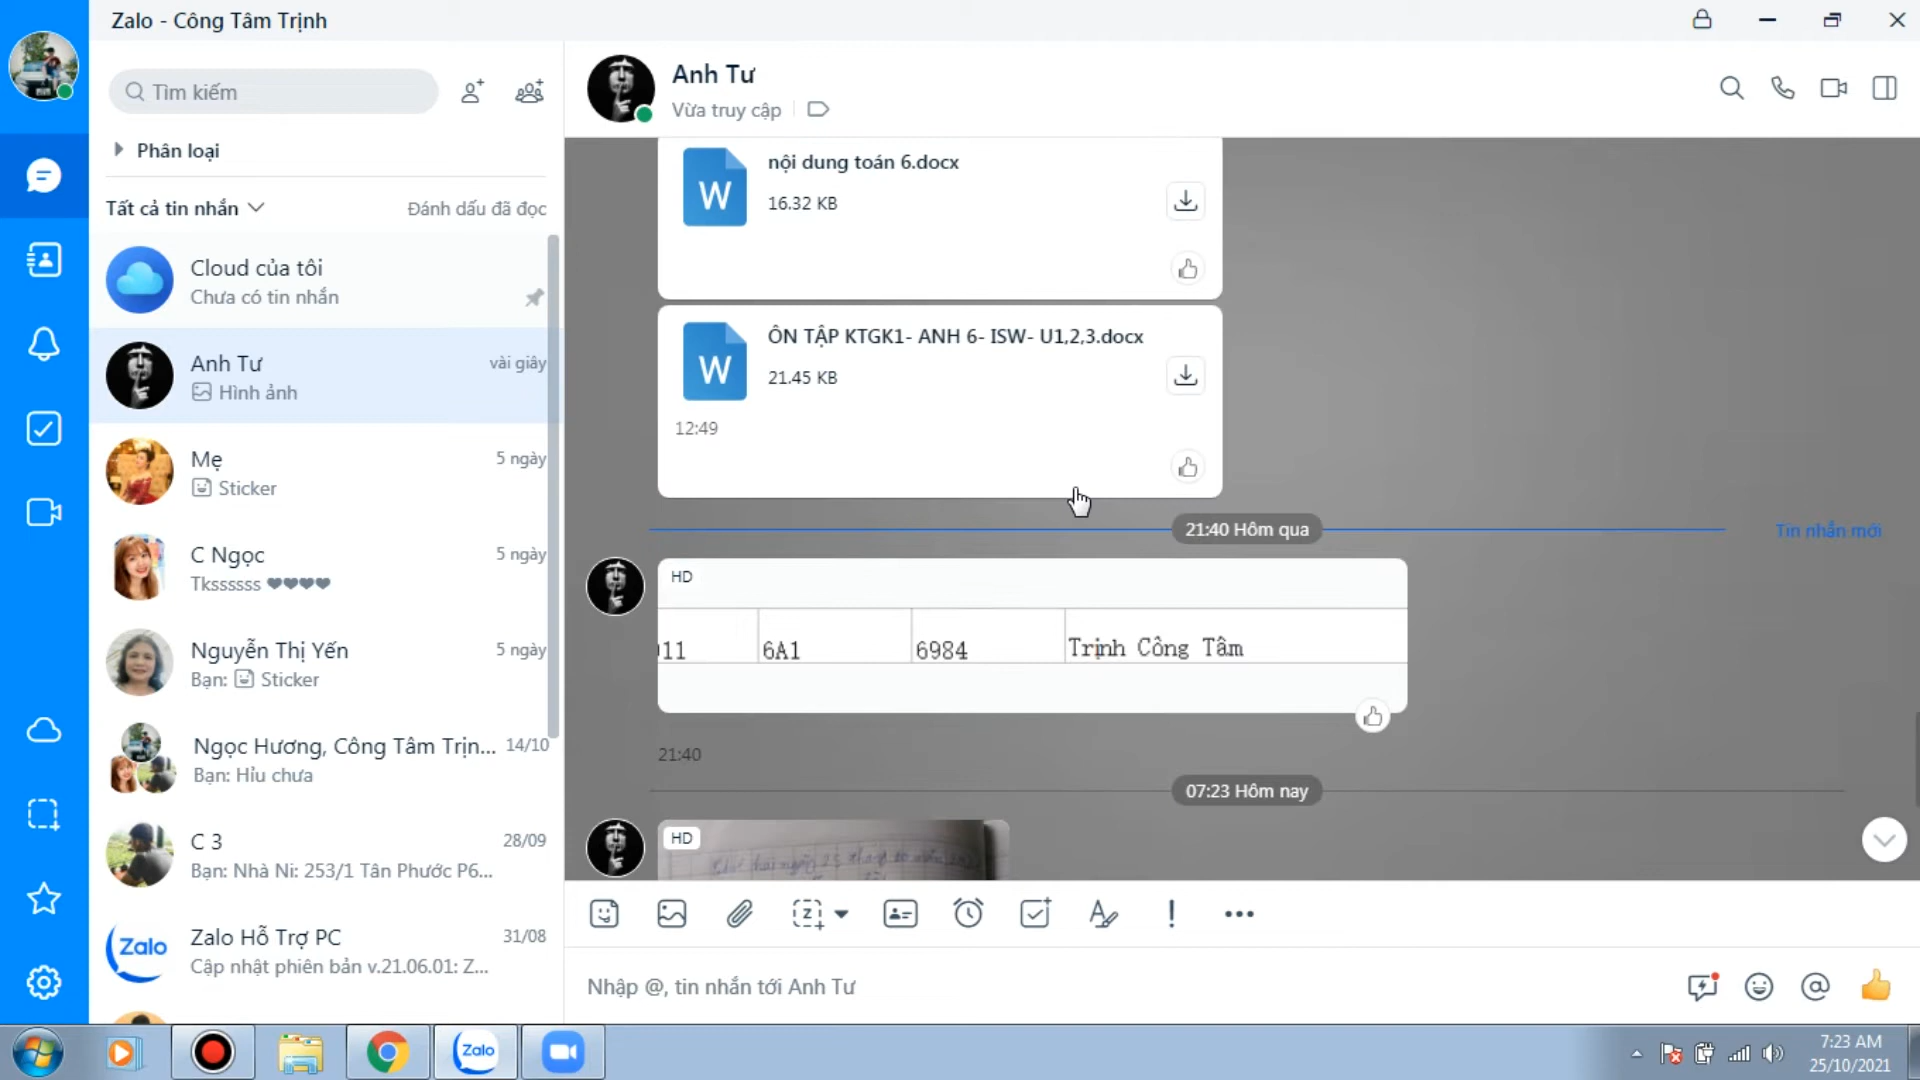 Zalo - Công Tâm Trịnh
Tìm kiếm
Phân loại
Tất cả tin nhắn
Đánh dấu đã đọc
Cloud của tôi
Chưa có tin nhắn
Anh Tư
vài giây
Hình ảnh
Mẹ
5 ngày
Sticker
C Ngọc
5 ngày
Tkssssss ❤❤❤❤
Nguyễn Thị Yến
5 ngày
Bạn: Sticker
Ngọc Hương, Công Tâm Trịn...
14/10
Bạn: Hỉu chưa
C 3
28/09
Bạn: Nhà Ni: 253/1 Tân Phước P6...
Zalo
Zalo Hỗ Trợ PC
31/08
Cập nhật phiên bản v.21.06.01: Z...
Anh Tư
Vừa truy cập
W
nội dung toán 6.docx
16.32 KB
W
ÔN TẬP KTGK1- ANH 6- ISW- U1,2,3.docx
21.45 KB
12:49
21:40 Hôm qua
Tin nhắn mới
HD
11
6A1
6984
Trịnh Công Tâm
21:40
07:23 Hôm nay
HD
Nhập @, tin nhắn tới Anh Tư
Zalo
7:23 AM
25/10/2021